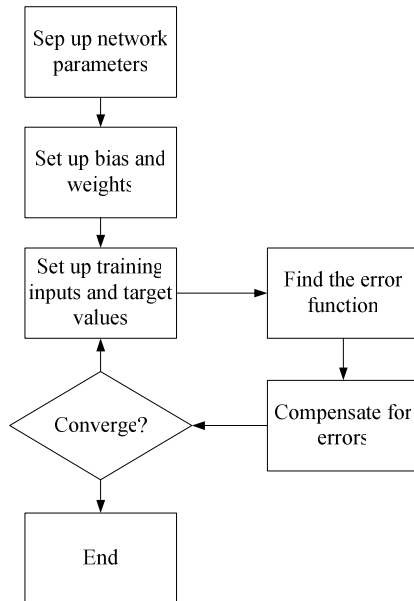 Sep up network
parameters
Set up bias and
weights
Set up training
inputs and target
values
Find the error
function
Compensate for
errors
Converge?
End